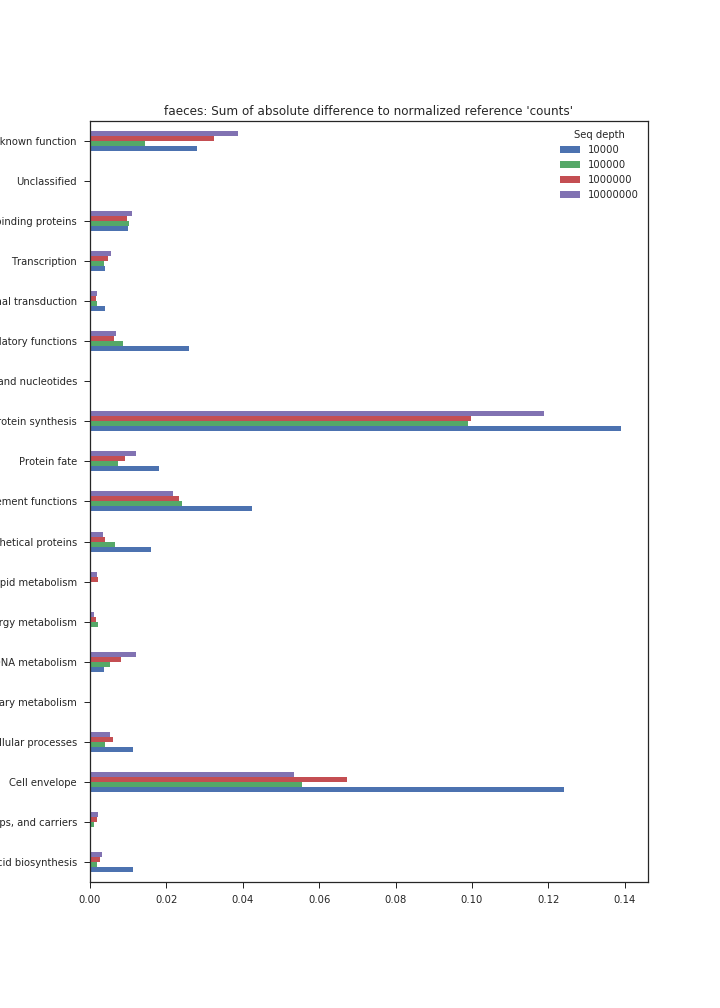 faeces: Sum of absolute difference to normalized reference 'counts'
Seq depth
10000
100000
1000000
10000000
known function
Unclassified
binding proteins
Transcription
nal transduction
latory functions
and nucleotides
rotein synthesis
Protein fate
ement functions
hetical proteins
pid metabolism
rgy metabolism
NA metabolism
ary metabolism
llular processes
Cell envelope
ps, and carriers
cid biosynthesis
0.00 0.02 0.04 0.06 0.08 0.10 0.12 0.14